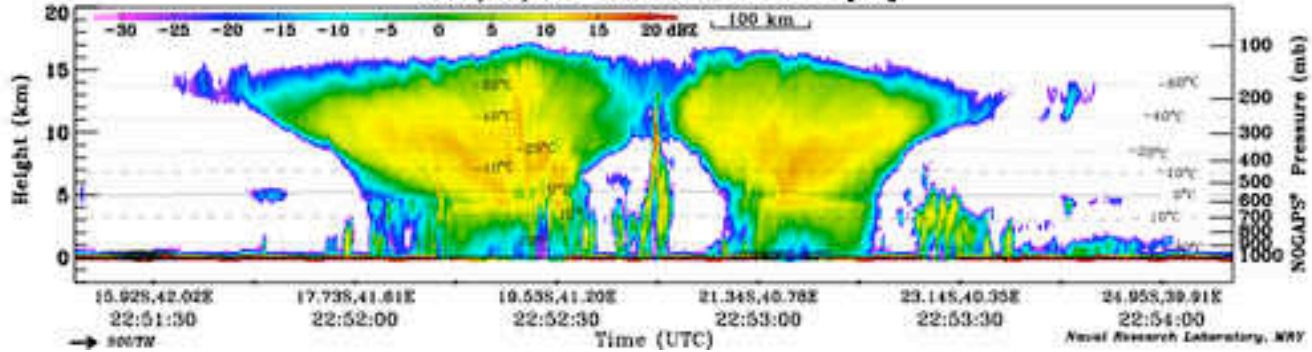 20
-30 -25 -20 -15 -10 -5 0 5 10 15 20 dBZ
100 km
100
15
-60°C
200
-40°C
10
300
-20°C
400
-10°C
5
500
0°C
600
700
10°C
1000
0
Height (km)
NOGAPS Pressure (mb)
15.92S,42.02E 17.73S,41.61E 19.53S,41.20E 21.34S,40.78E 23.14S,40.35E 24.95S,39.91E
22:51:30 22:52:00 22:52:30 22:53:00 22:53:30 22:54:00
→ SOUTH
Time (UTC)
Naval Research Laboratory, MRY